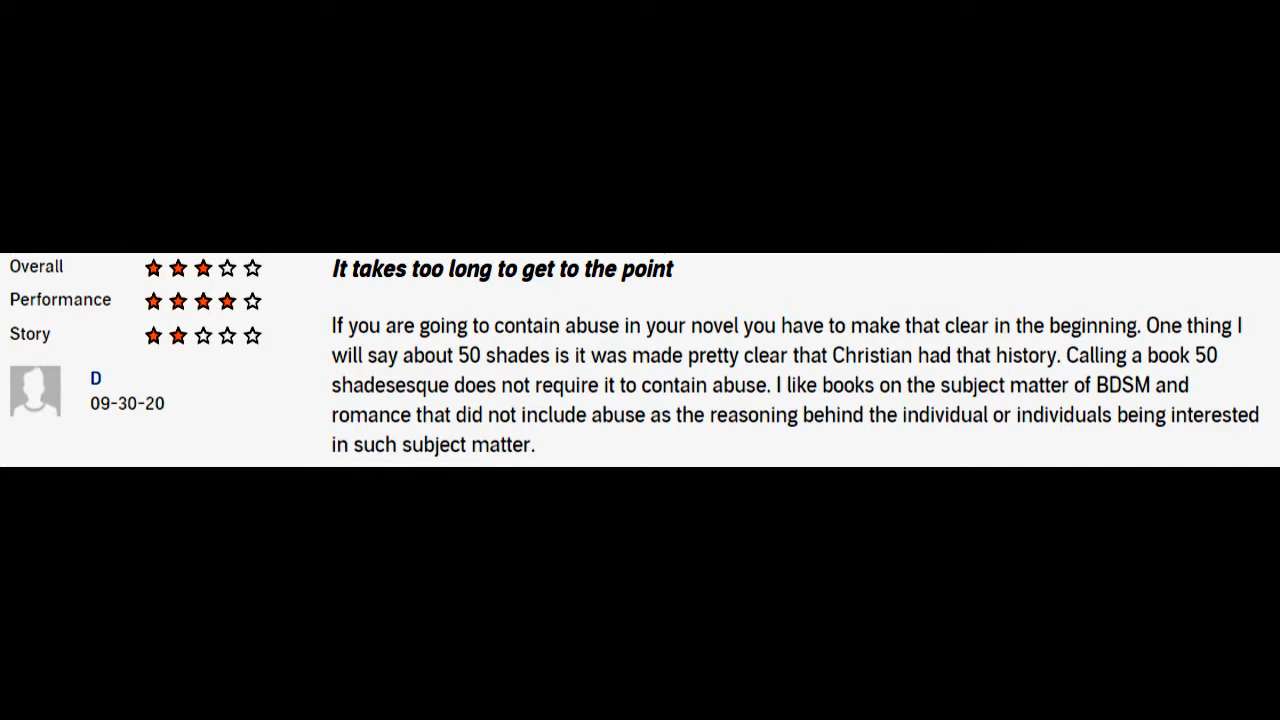 Overall
Performance
Story
D
09-30-20
It takes too long to get to the point
If you are going to contain abuse in your novel you have to make that clear in the beginning. One thing I
will say about 50 shades is it was made pretty clear that Christian had that history. Calling a book 50
shadesesque does not require it to contain abuse. I like books on the subject matter of BDSM and
romance that did not include abuse as the reasoning behind the individual or individuals being interested
in such subject matter.